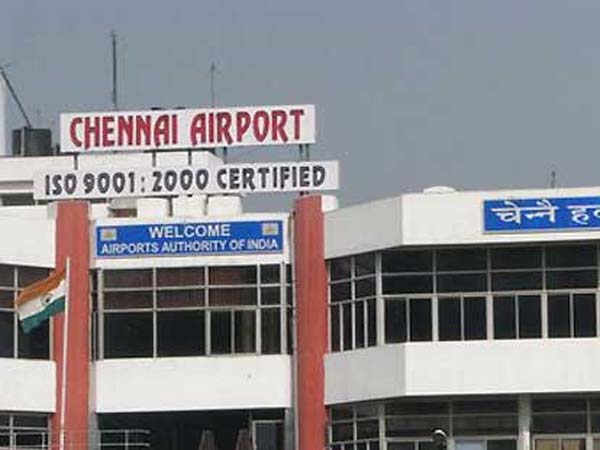 CHENNAI AIRPORT
ISO 9001 : 2000 CERTIFIED
WELCOME
AIRPORTS AUTHORITY OF INDIA
चेन्नै